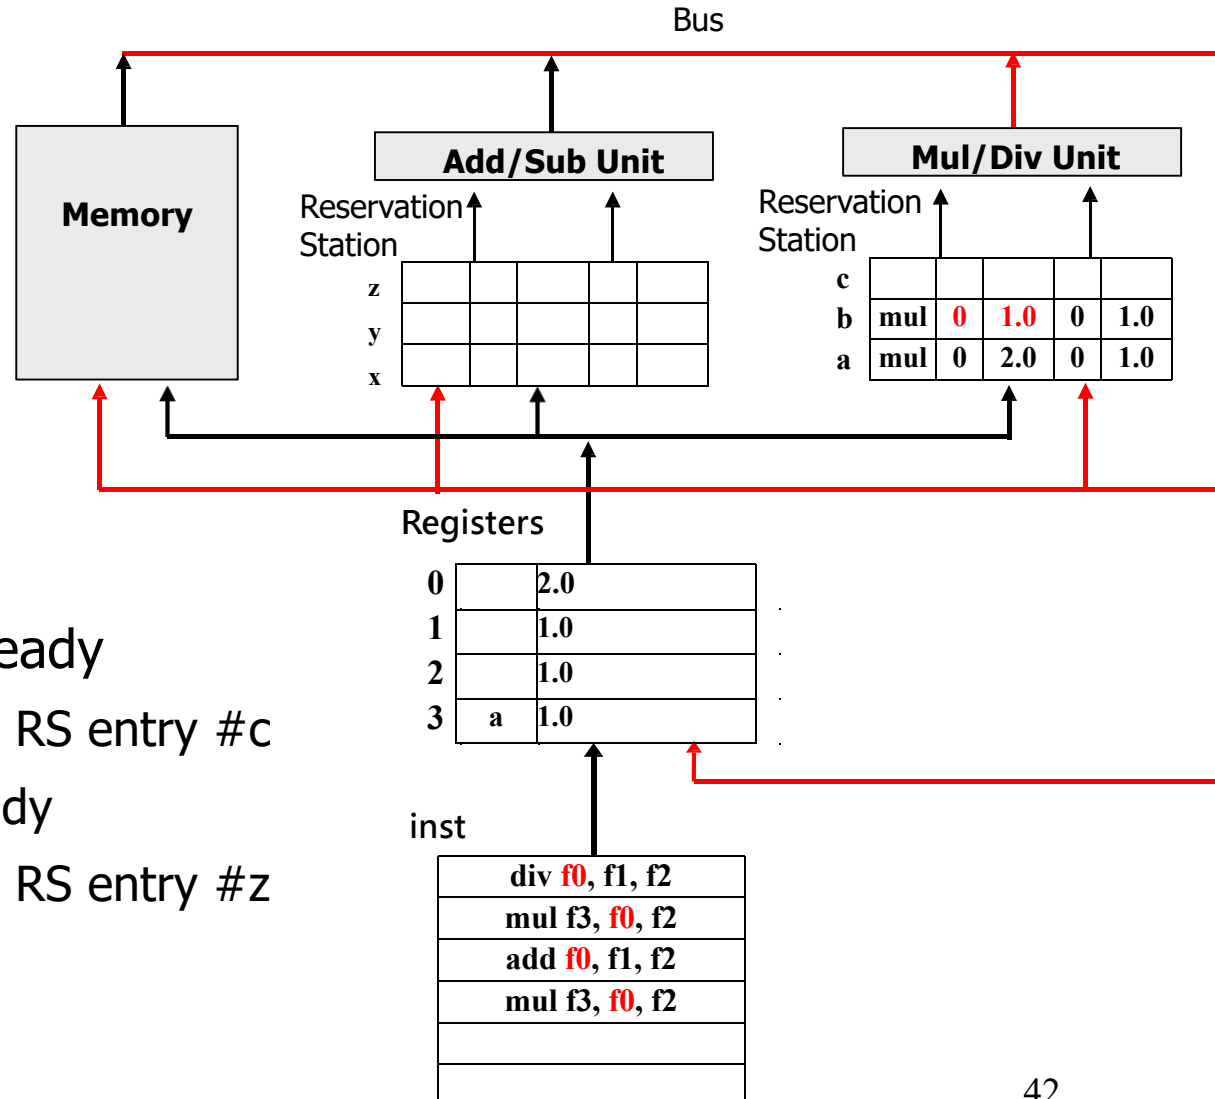 Bus
Memory
Add/Sub Unit
Mul/Div Unit
Reservation
Station
Reservation
Station
z
y
x
c
b mul 0 1.0 0 1.0
a mul 0 2.0 0 1.0
Registers
0 2.0
1 1.0
2 1.0
3 a 1.0
eady
RS entry #c
dy
RS entry #z
inst
div f0, f1, f2
mul f3, f0, f2
add f0, f1, f2
mul f3, f0, f2
42